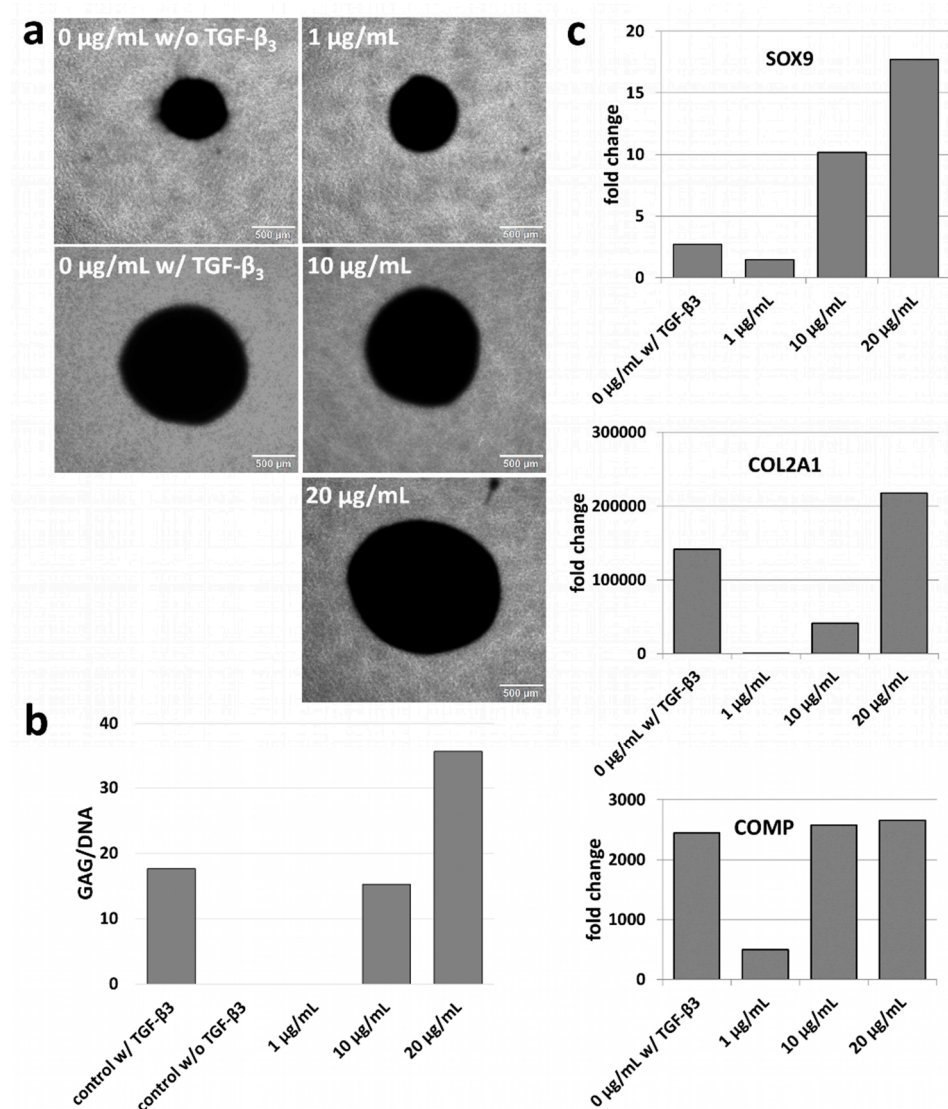 a
0 µg/mL w/o TGF-β₃
500 µm
1 µg/mL
500 µm
0 µg/mL w/ TGF-β₃
500 µm
10 µg/mL
500 µm
20 µg/mL
500 µm
b
40
30
20
10
0
GAG/DNA
control w/ TGF-β3
control w/o TGF-β3
1 µg/mL
10 µg/mL
20 µg/mL
c
SOX9
20
15
10
5
0
fold change
0 µg/mL w/ TGF-β3
1 µg/mL
10 µg/mL
20 µg/mL
COL2A1
300000
200000
100000
0
fold change
0 µg/mL w/ TGF-β3
1 µg/mL
10 µg/mL
20 µg/mL
COMP
3000
2000
1000
0
fold change
0 µg/mL w/ TGF-β3
1 µg/mL
10 µg/mL
20 µg/mL